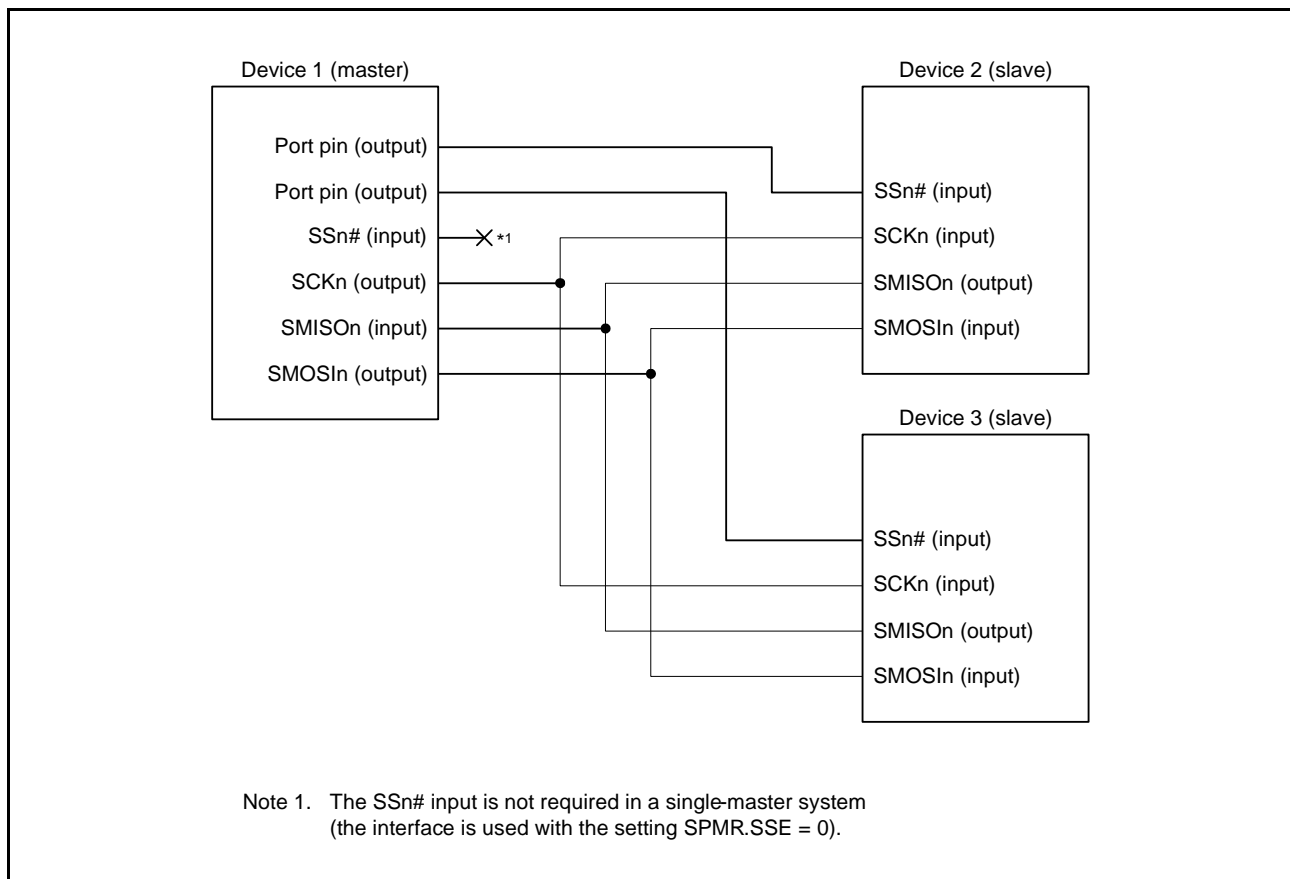 Device 1 (master)
Port pin (output)
Port pin (output)
SSn# (input)
*1
SCKn (output)
SMISOn (input)
SMOSIn (output)
Device 2 (slave)
SSn# (input)
SCKn (input)
SMISOn (output)
SMOSIn (input)
Device 3 (slave)
SSn# (input)
SCKn (input)
SMISOn (output)
SMOSIn (input)
Note 1. The SSn# input is not required in a single-master system
(the interface is used with the setting SPMR.SSE = 0).